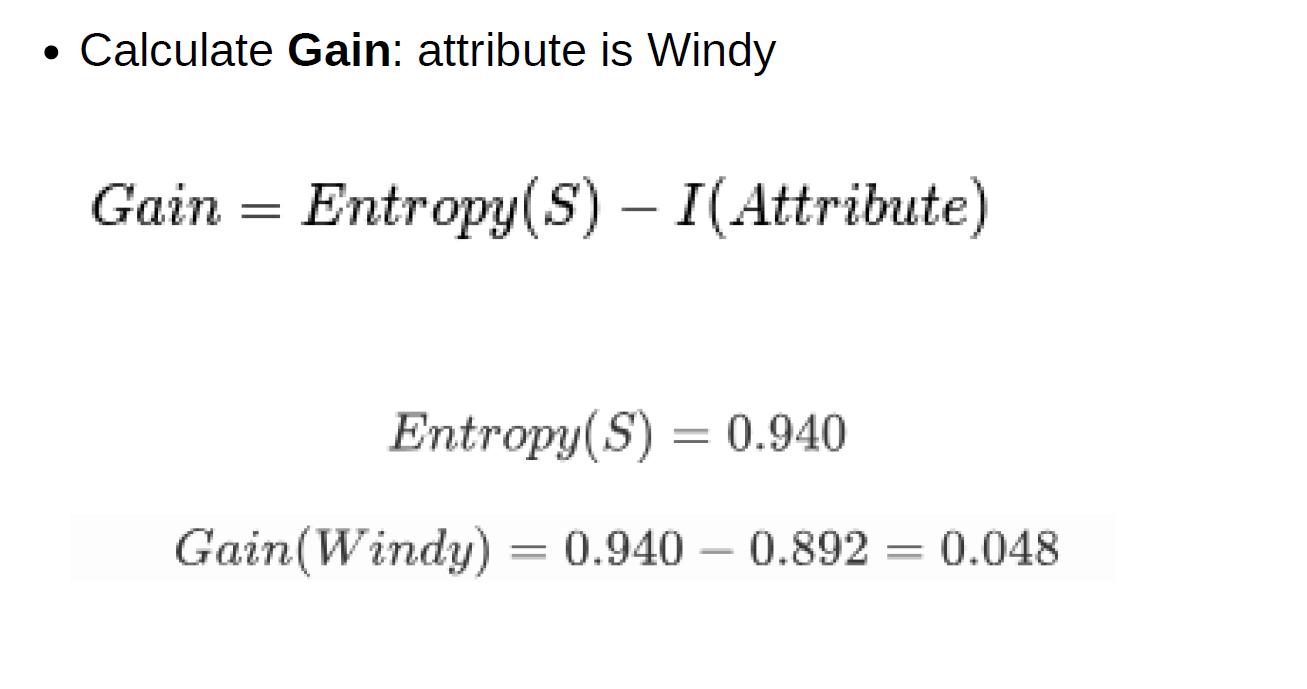 • Calculate Gain: attribute is Windy
Gain = Entropy(S) − I(Attribute)
Entropy(S) = 0.940
Gain(Windy) = 0.940 − 0.892 = 0.048